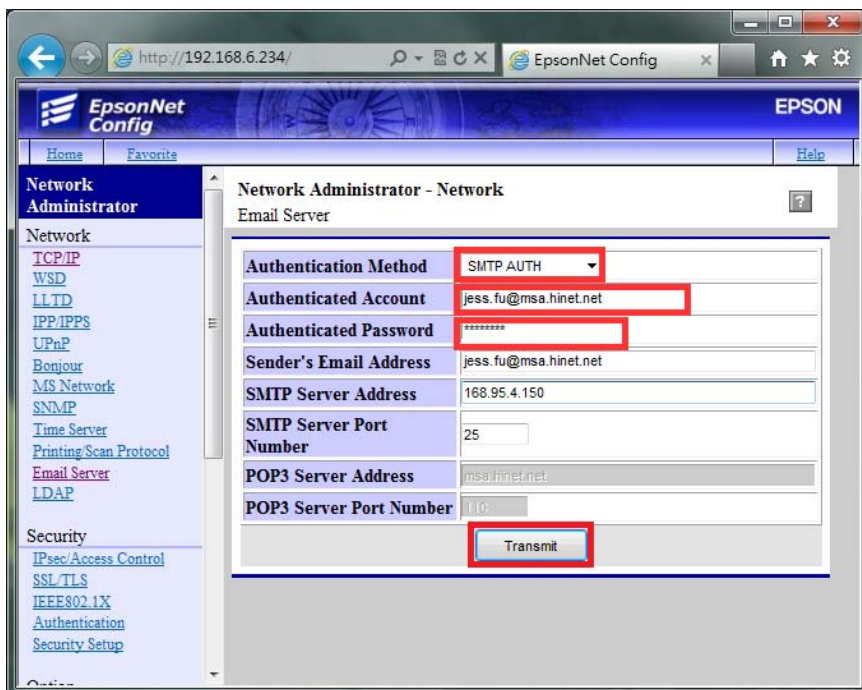 http://192.168.6.234/
EpsonNet Config
EpsonNet
Config
EPSON
Home
Favorite
Help
Network
Administrator
Network
TCP/IP
WSD
LLTD
IPP/IPPS
UPnP
Bonjour
MS Network
SNMP
Time Server
Printing/Scan Protocol
Email Server
LDAP
Security
IPsec/Access Control
SSL/TLS
IEEE802.1X
Authentication
Security Setup
Network Administrator - Network
Email Server
?
Authentication Method SMTP AUTH
Authenticated Account jess.fu@msa.hinet.net
Authenticated Password ********
Sender's Email Address jess.fu@msa.hinet.net
SMTP Server Address 168.95.4.150
SMTP Server Port
Number 25
POP3 Server Address msa.hinet.net
POP3 Server Port Number 110
Transmit